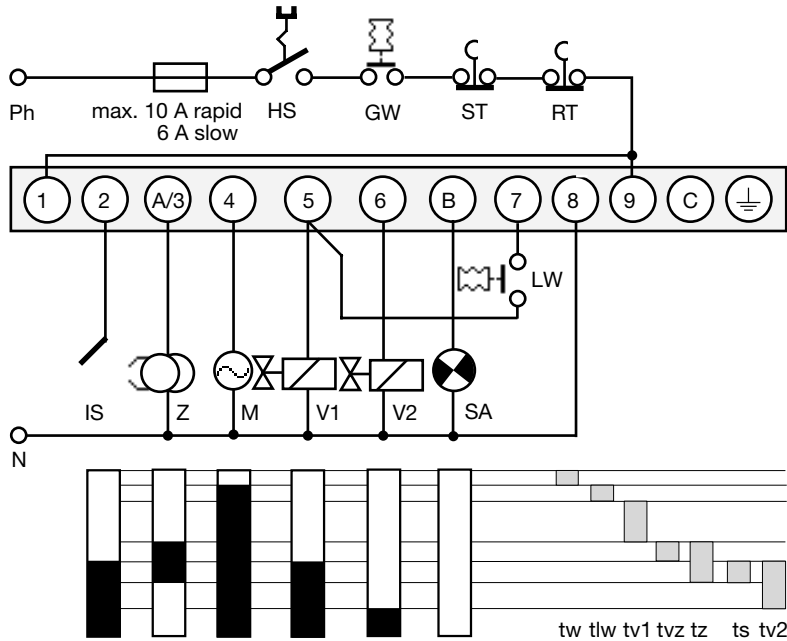 Ph max. 10 A rapid HS GW ST RT
6 A slow
1 2 A/3 4 5 6 B 7 8 9 C
LW
IS Z M V1 V2 SA
N
tw tlw tv1 tvz tz ts tv2